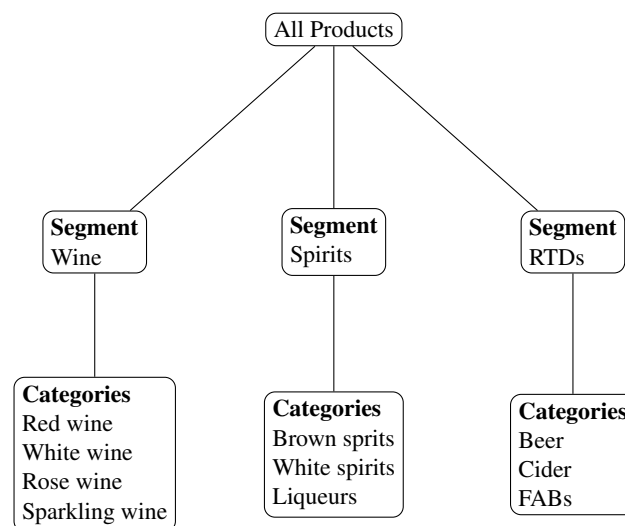 All Products
Segment
Wine
Segment
Spirits
Segment
RTDs
Categories
Red wine
White wine
Rose wine
Sparkling wine
Categories
Brown sprits
White spirits
Liqueurs
Categories
Beer
Cider
FABs